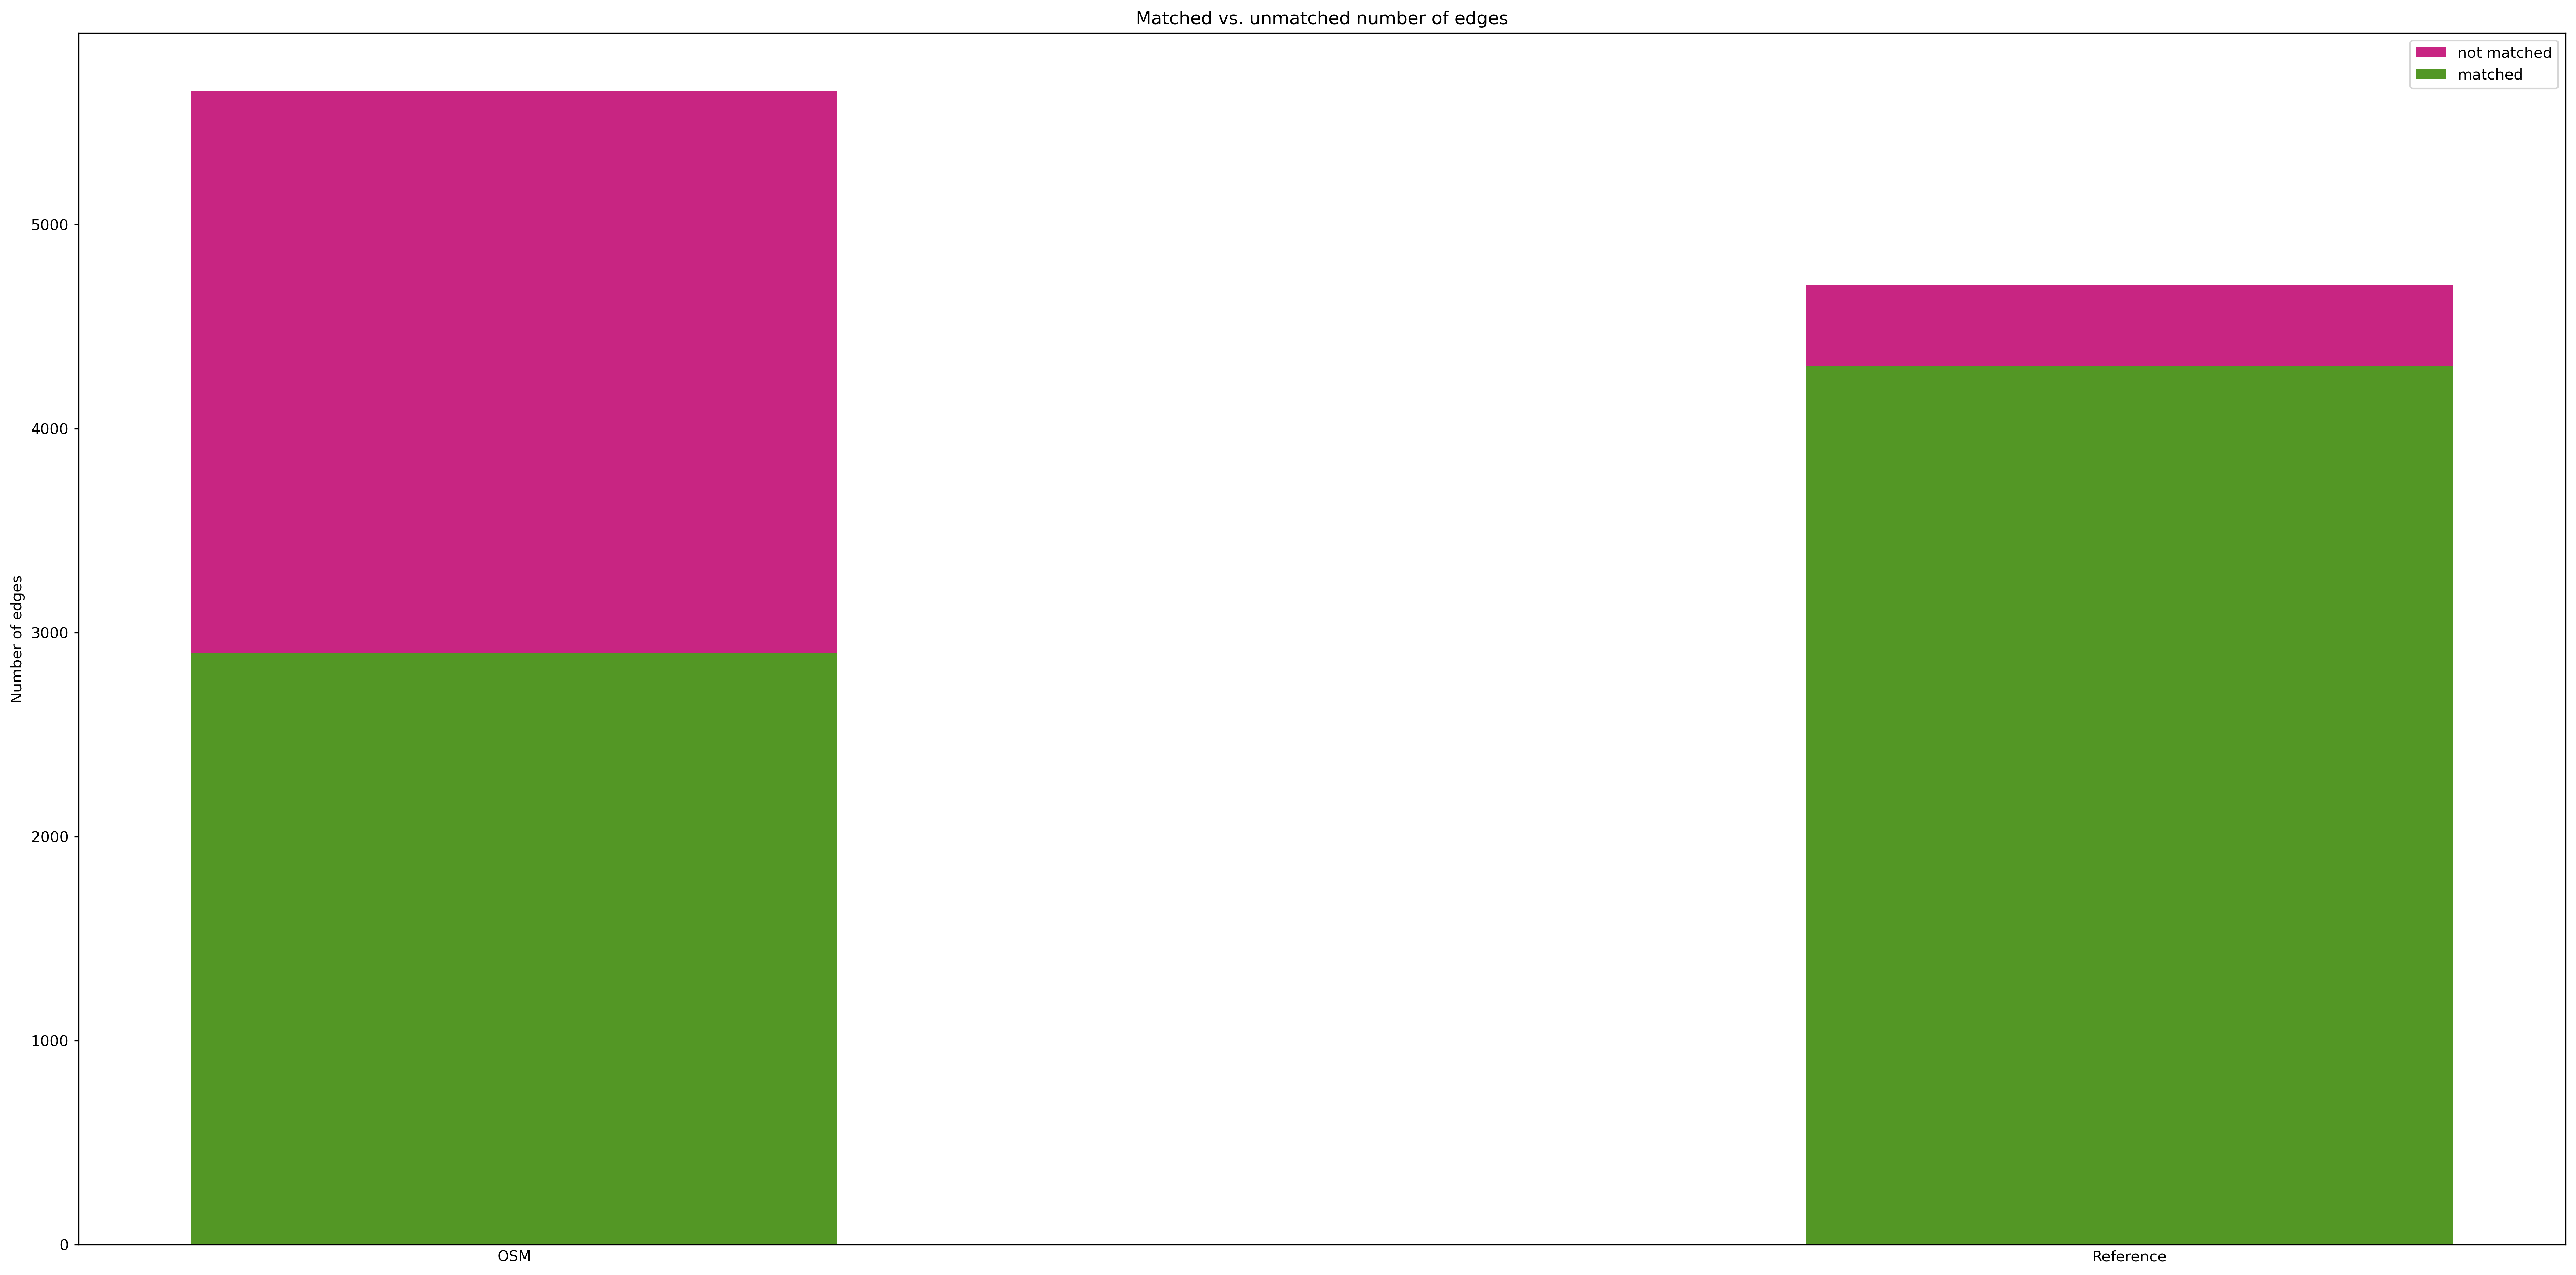 Matched vs. unmatched number of edges
not matched
matched
5000
4000
3000
2000
1000
0
Number of edges
OSM
Reference